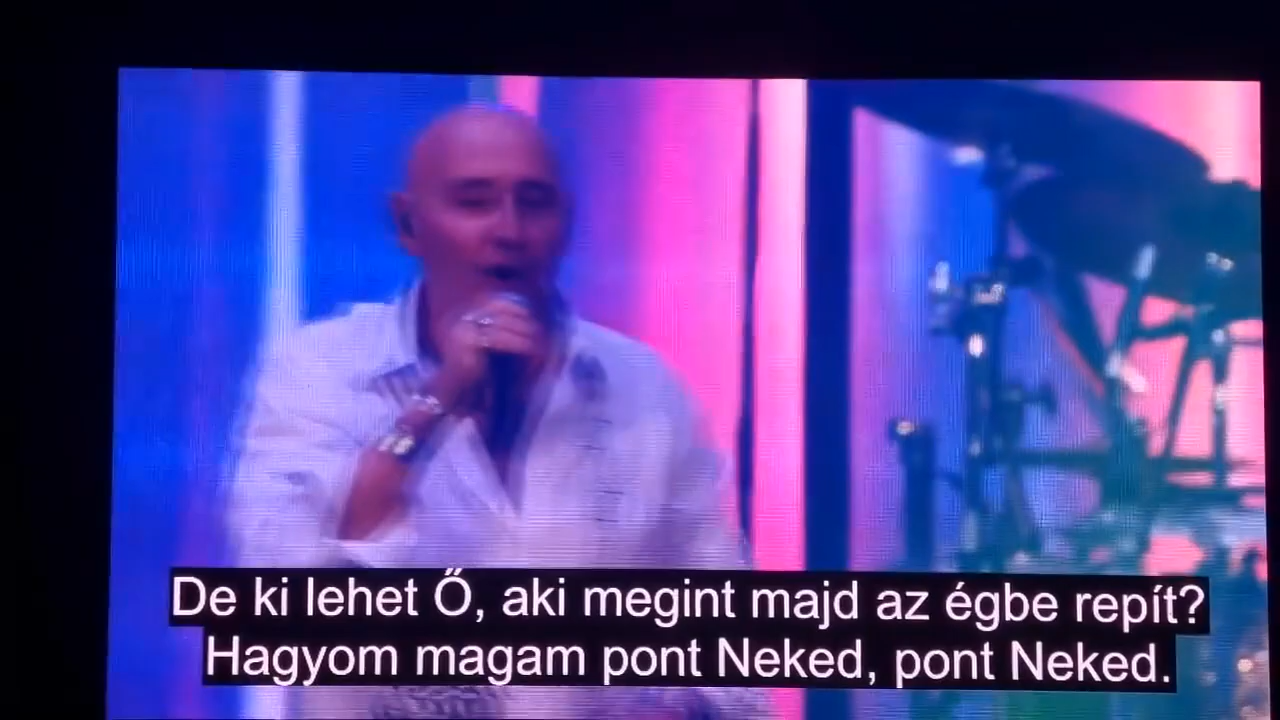 De ki lehet Ő, aki megint majd az égbe repít?
Hagyom magam pont Neked, pont Neked.